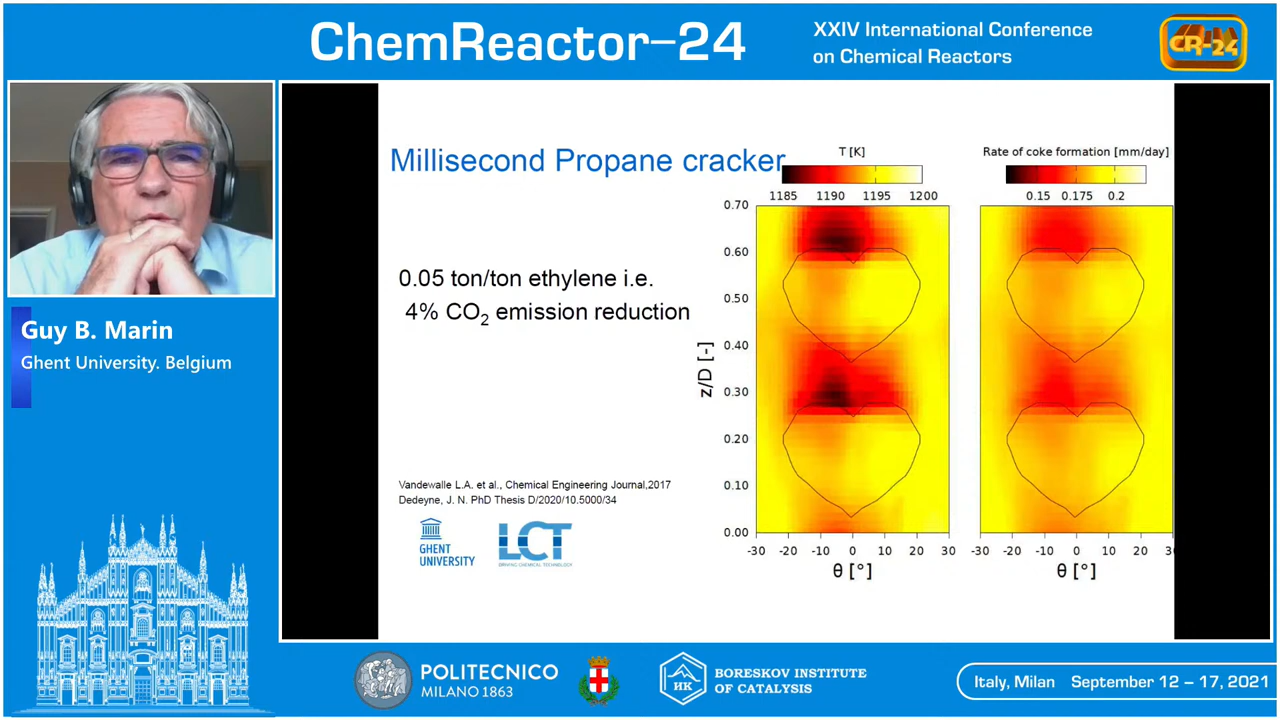 ChemReactor-24
XXIV International Conference
on Chemical Reactors
CR-24
Guy B. Marin
Ghent University. Belgium
Millisecond Propane cracker
0.05 ton/ton ethylene i.e.
4% CO2 emission reduction
Vandewalle L.A. et al., Chemical Engineering Journal,2017
Dedeyne, J. N. PhD Thesis D/2020/10.5000/34
GHENT
UNIVERSITY
LCT
DRIVING CHEMICAL TECHNOLOGY
T [K]
1185 1190 1195 1200
Rate of coke formation [mm/day]
0.15 0.175 0.2
z/D [-]
0.70
0.60
0.50
0.40
0.30
0.20
0.10
0.00
-30 -20 -10 0 10 20
θ [°]
-30 -20 -10 0 10 20 3
θ [°]
POLITECNICO
MILANO 1863
НК
BORESKOV INSTITUTE
OF CATALYSIS
Italy, Milan September 12 – 17, 2021